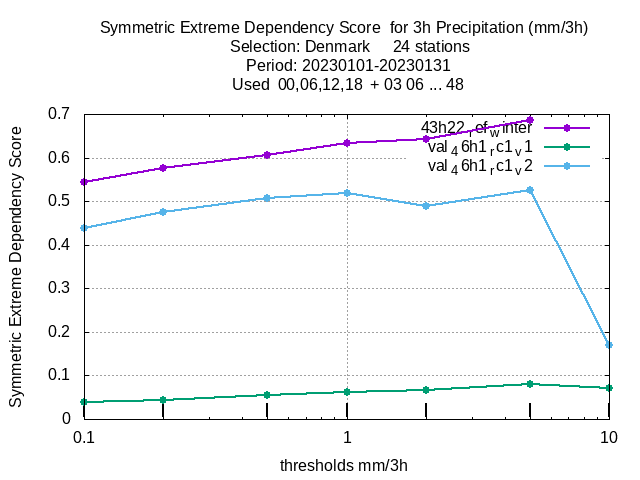 Symmetric Extreme Dependency Score for 3h Precipitation (mm/3h)
Selection: Denmark 24 stations
Period: 20230101-20230131
Used 00,06,12,18 + 03 06 ... 48
Symmetric Extreme Dependency Score
0.7
0.6
0.5
0.4
0.3
0.2
0.1
0
43h22_ref_winter
val_46h1_rc1_v1
val_46h1_rc1_v2
0.1
1
10
thresholds mm/3h